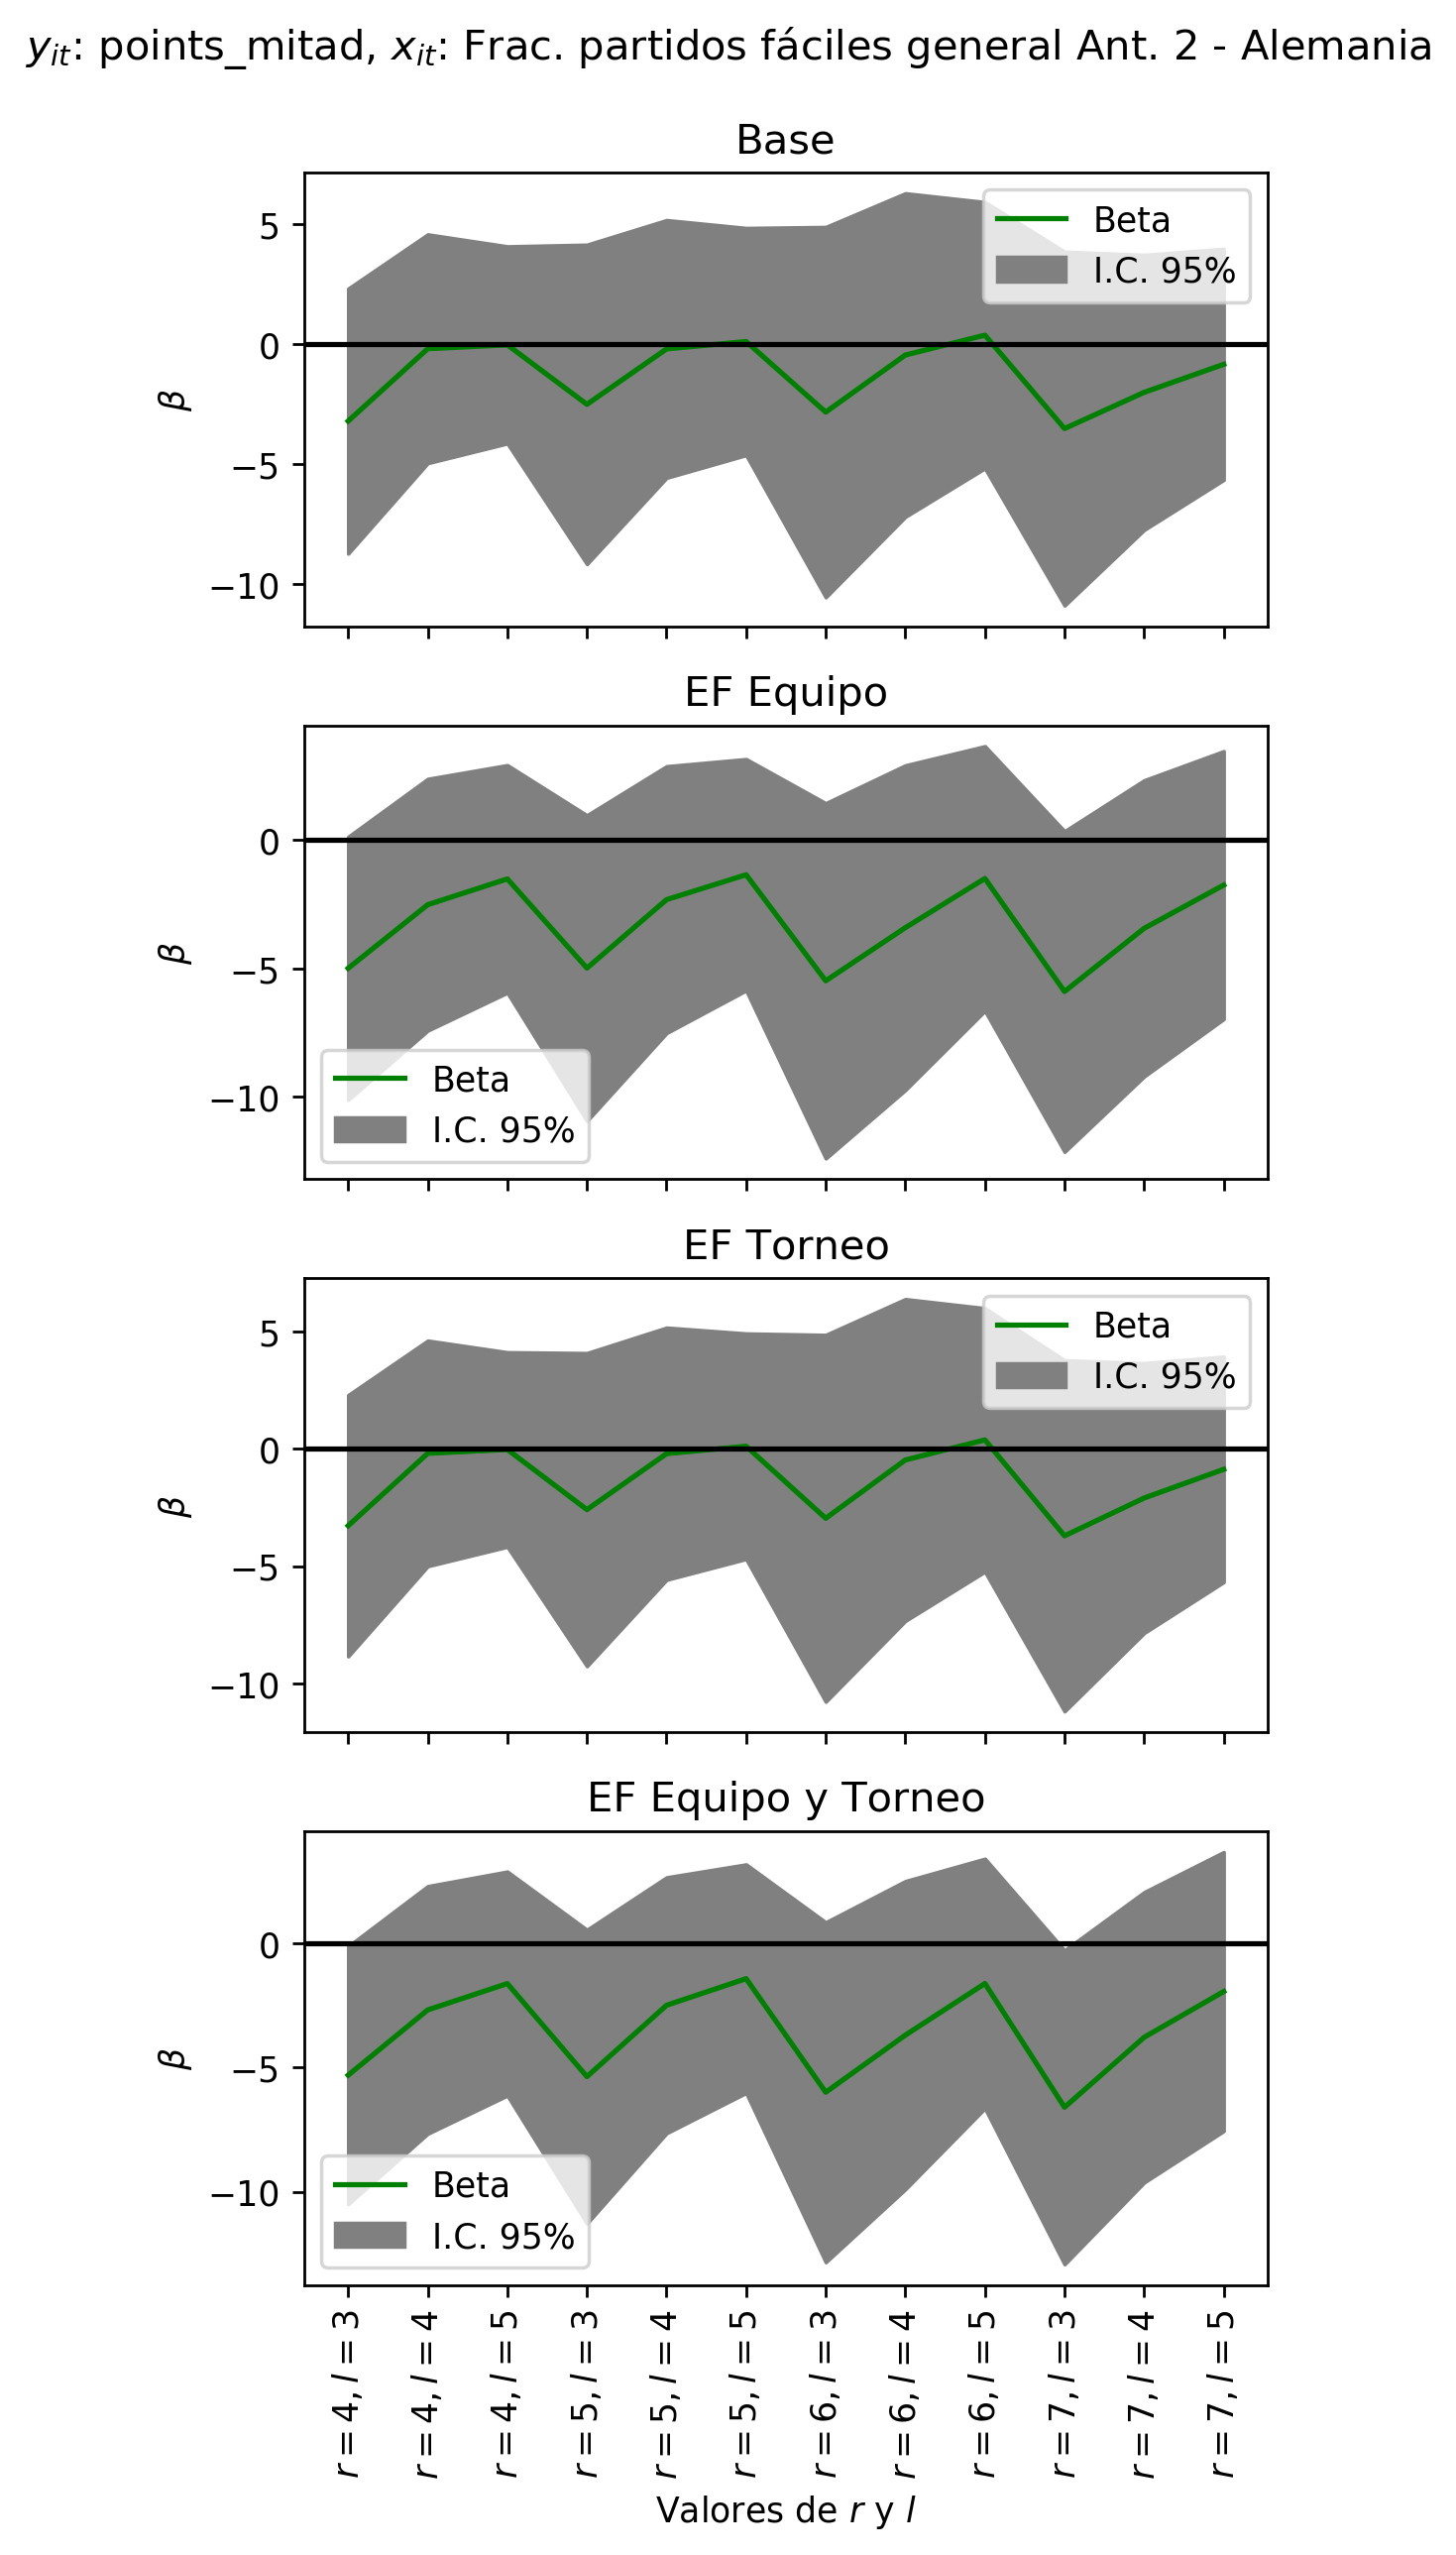 y_it: points_mitad, x_it: Frac. partidos fáciles general Ant. 2 - Alemania
Base
5
0
−5
−10
β
Beta
I.C. 95%
EF Equipo
0
−5
−10
β
Beta
I.C. 95%
EF Torneo
5
0
−5
−10
β
Beta
I.C. 95%
EF Equipo y Torneo
0
−5
−10
β
Beta
I.C. 95%
r = 4, l = 3
r = 4, l = 4
r = 4, l = 5
r = 5, l = 3
r = 5, l = 4
r = 5, l = 5
r = 6, l = 3
r = 6, l = 4
r = 6, l = 5
r = 7, l = 3
r = 7, l = 4
r = 7, l = 5
Valores de r y l